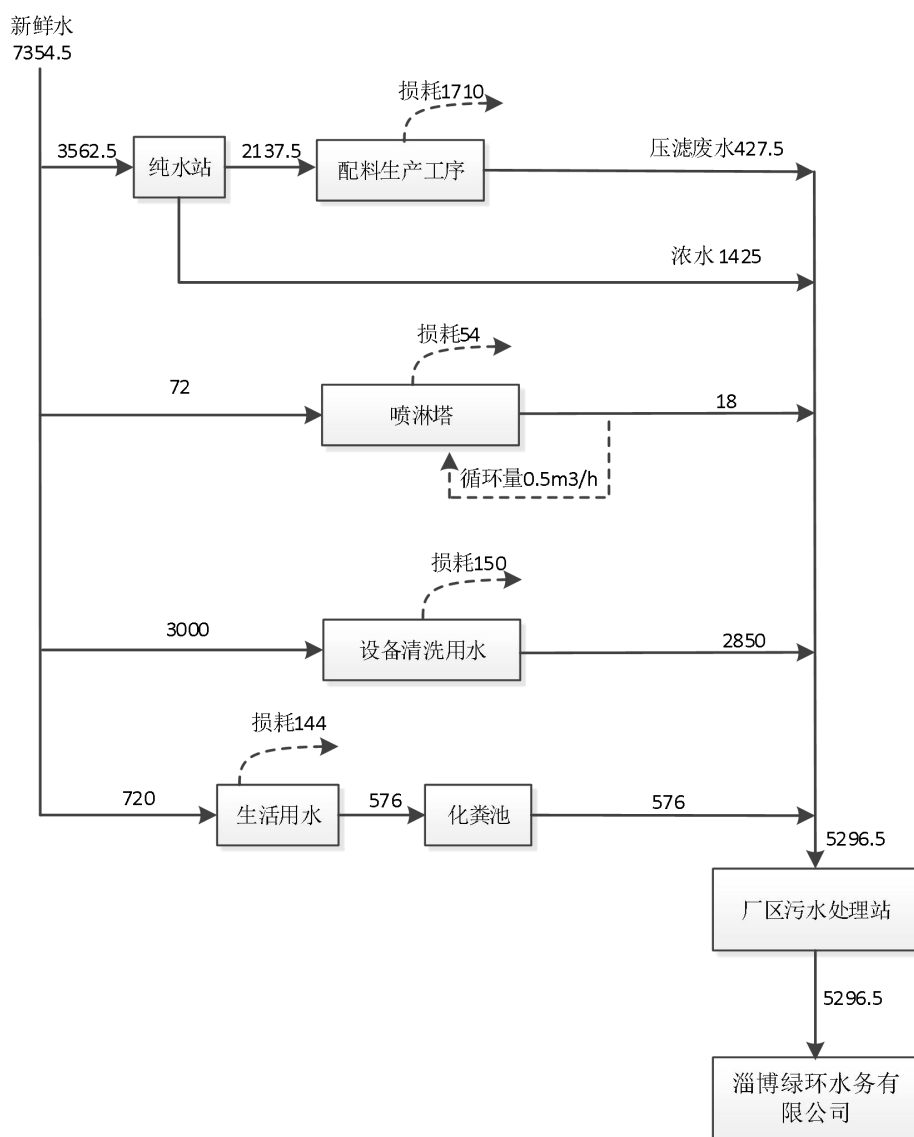 新鲜水
7354.5
损耗1710
3562.5
纯水站
2137.5
配料生产工序
压滤废水427.5
浓水 1425
损耗54
72
喷淋塔
18
循环量0.5m3/h
损耗150
3000
设备清洗用水
2850
损耗144
720
生活用水
576
化粪池
576
5296.5
厂区污水处理站
5296.5
淄博绿环水务有
限公司